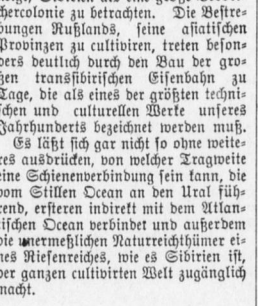 chercolonie zu betrachten. Die Bestre-
bungen Rußlands, seine asiatischen
Provinzen zu cultiviren, treten beson-
ders deutlich durch den Bau der gro-
ßen transsibirischen Eisenbahn zu
Tage, die als eines der größten techni-
schen und culturellen Werke unseres
Jahrhunderts bezeichnet werden muß.
Es läßt sich gar nicht so ohne weite-
res ausdrücken, von welcher Tragweite
eine Schienenverbindung sein kann, die
vom Stillen Ocean an den Ural füh-
rend, ersteren indirekt mit dem Atlan-
tischen Ocean verbindet und außerdem
die unermeßlichen Naturreichthümer ei-
nes Riesenreiches, wie es Sibirien ist,
der ganzen cultivirten Welt zugänglich
macht.